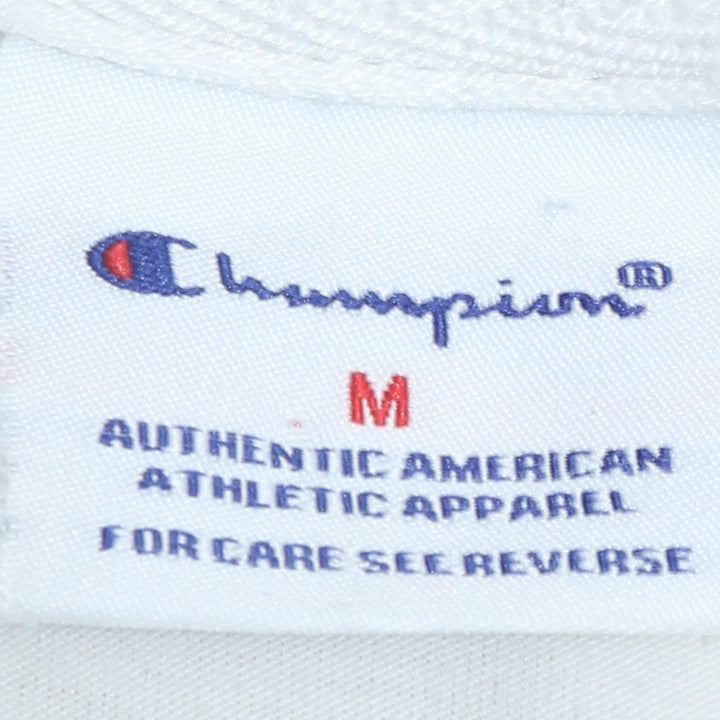 Champion®
M
AUTHENTIC AMERICAN
ATHLETIC APPAREL
FOR CARE SEE REVERSE